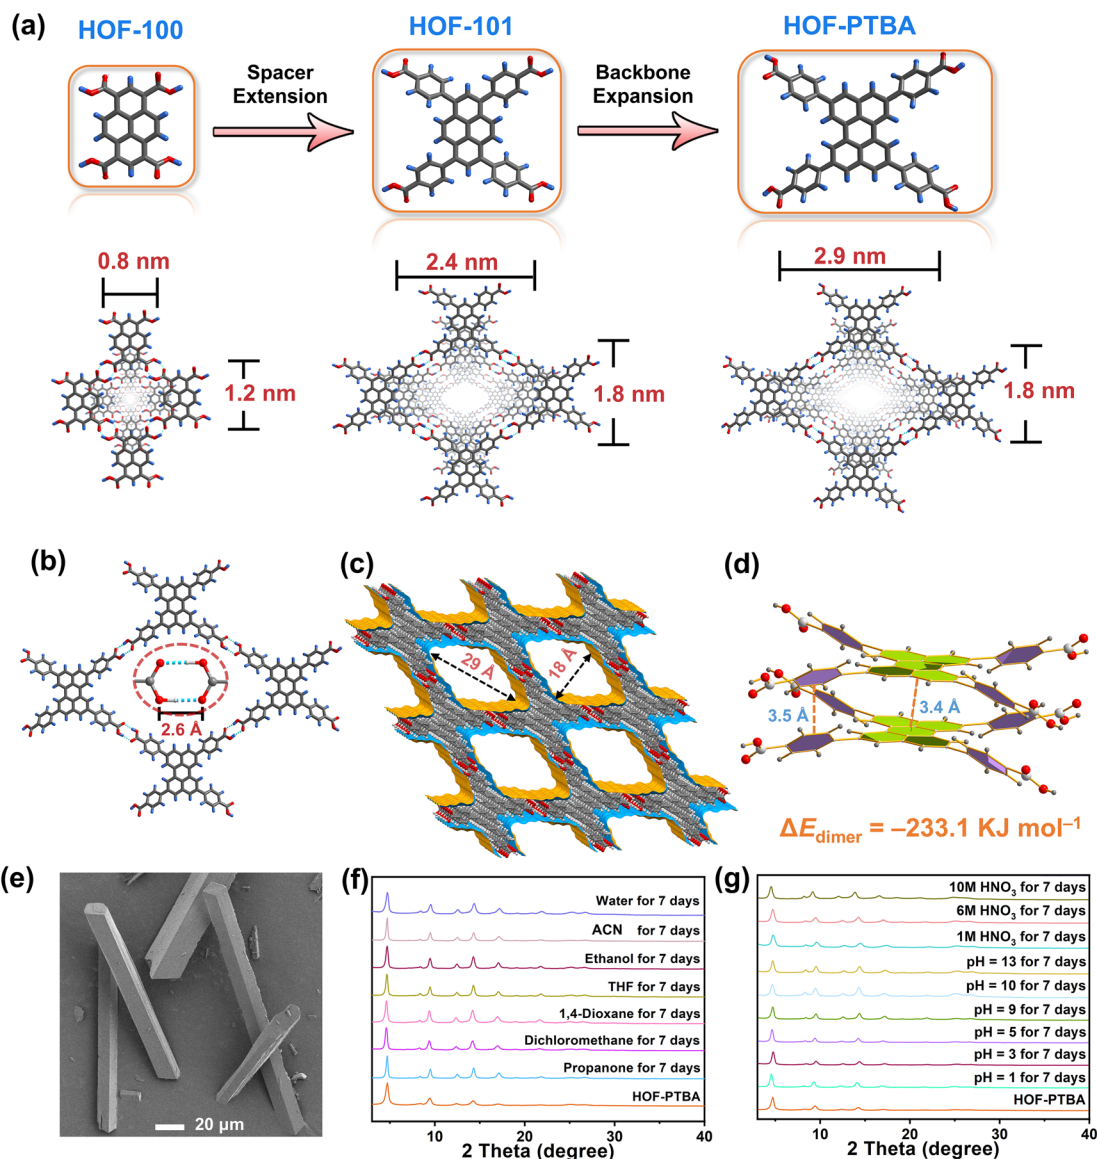 (a)
HOF-100
HOF-101
HOF-PTBA
Spacer
Extension
Backbone
Expansion
0.8 nm
2.4 nm
2.9 nm
1.2 nm
1.8 nm
1.8 nm
(b)
2.6 Å
(c)
29 Å
18 Å
(d)
3.5 Å
3.4 Å
ΔE_dimer = –233.1 KJ mol⁻¹
(e)
20 μm
(f)
Water for 7 days
ACN for 7 days
Ethanol for 7 days
THF for 7 days
1,4-Dioxane for 7 days
Dichloromethane for 7 days
Propanone for 7 days
HOF-PTBA
10 20 30 40
2 Theta (degree)
(g)
10M HNO₃ for 7 days
6M HNO₃ for 7 days
1M HNO₃ for 7 days
pH = 13 for 7 days
pH = 10 for 7 days
pH = 9 for 7 days
pH = 5 for 7 days
pH = 3 for 7 days
pH = 1 for 7 days
HOF-PTBA
10 20 30 40
2 Theta (degree)